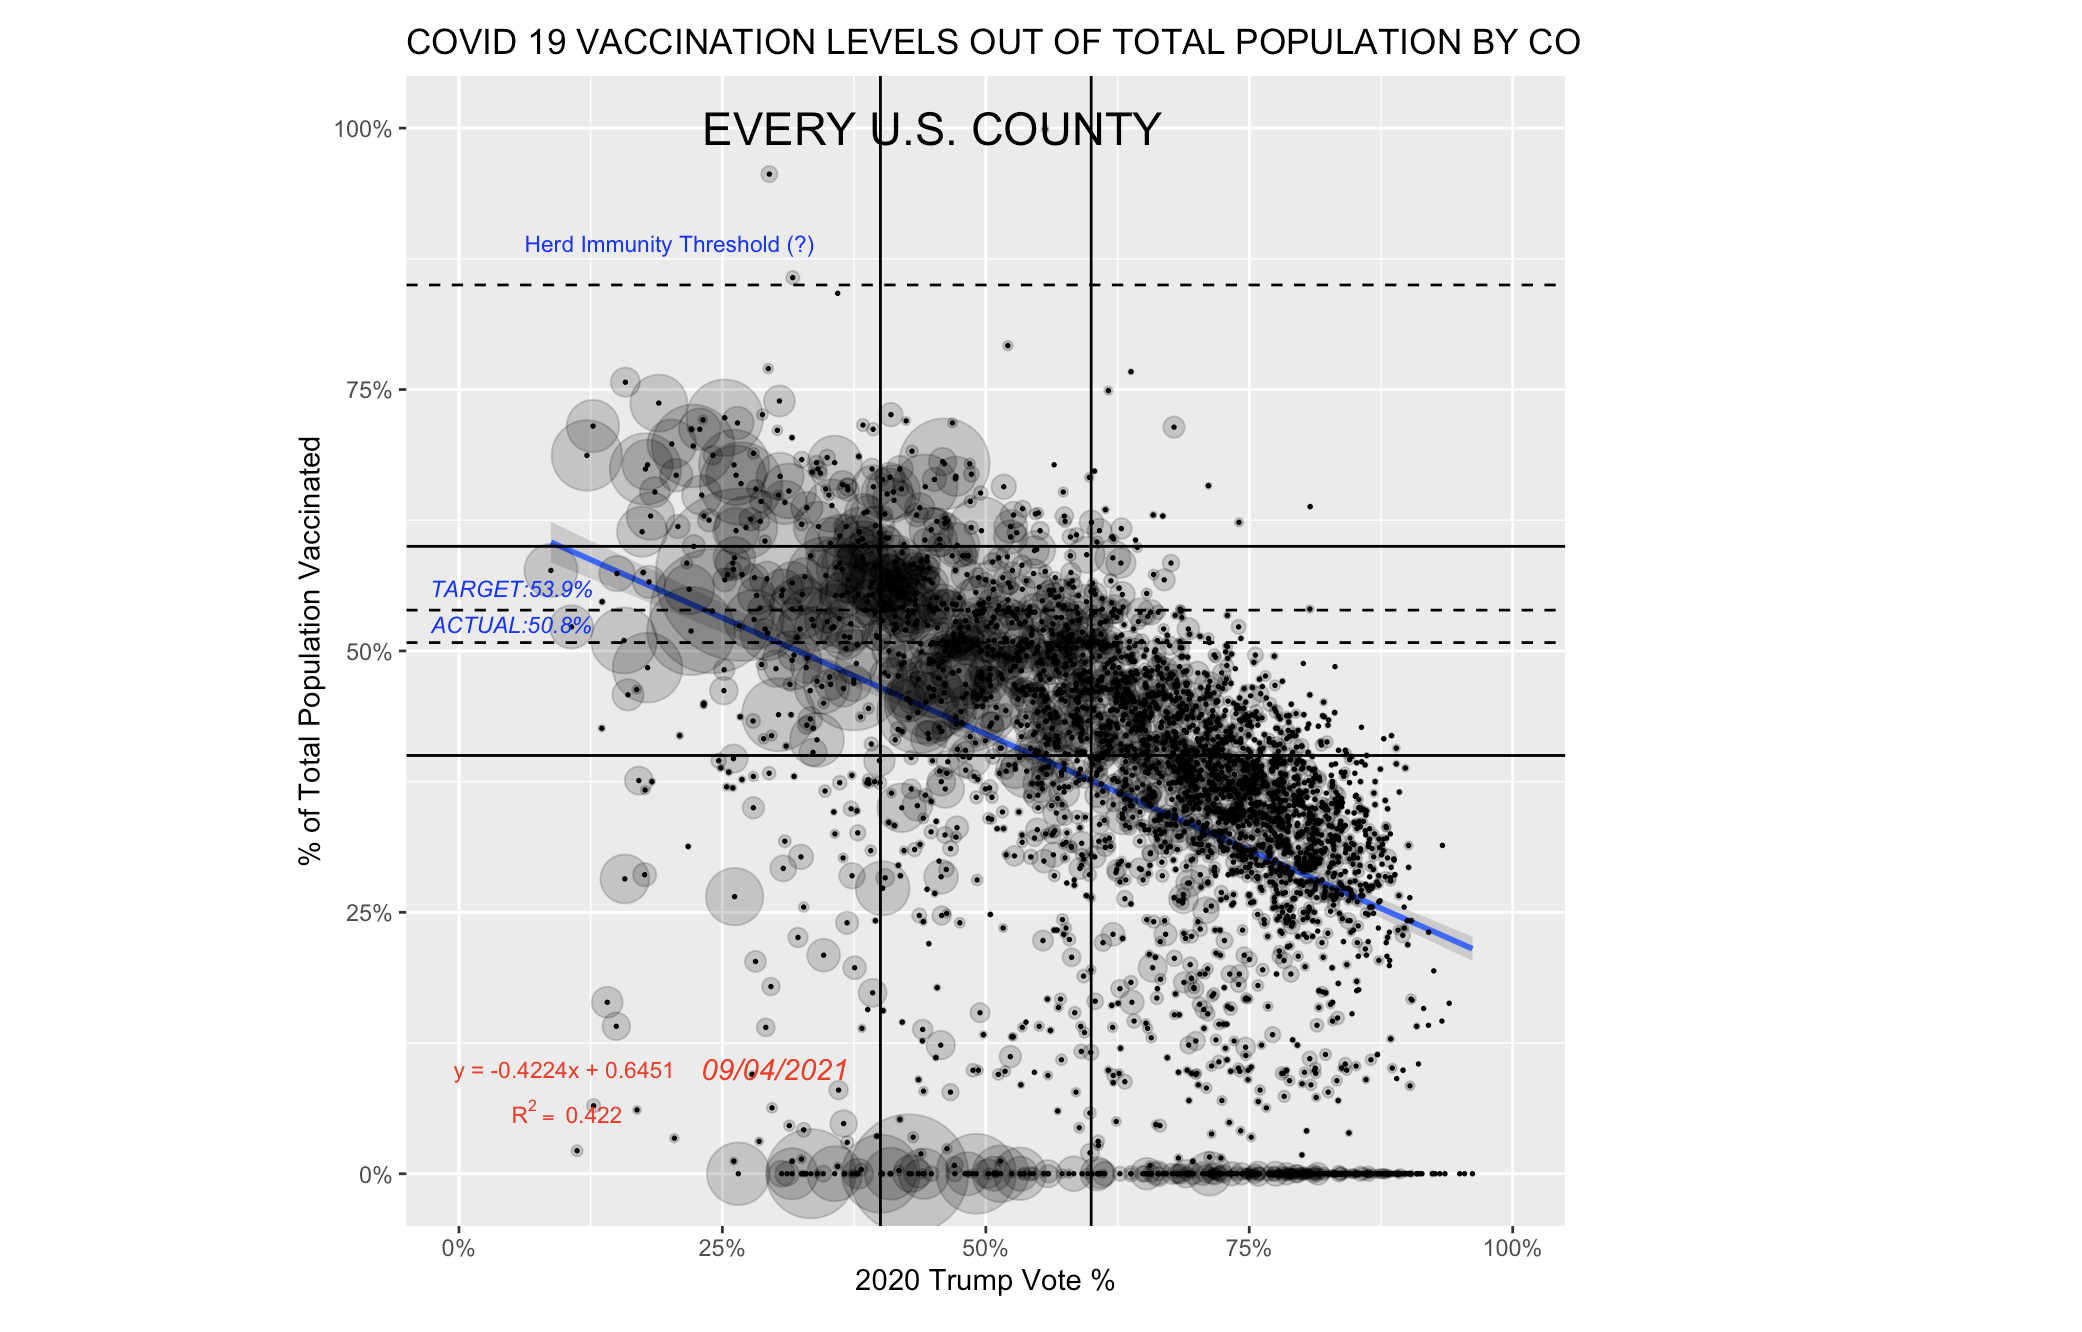 COVID 19 VACCINATION LEVELS OUT OF TOTAL POPULATION BY CO
EVERY U.S. COUNTY
100%
Herd Immunity Threshold (?)
75%
TARGET:53.9%
ACTUAL:50.8%
50%
25%
y = -0.4224x + 0.6451
09/04/2021
R2 = 0.422
0%
0% 25% 50% 75% 100%
2020 Trump Vote %
% of Total Population Vaccinated